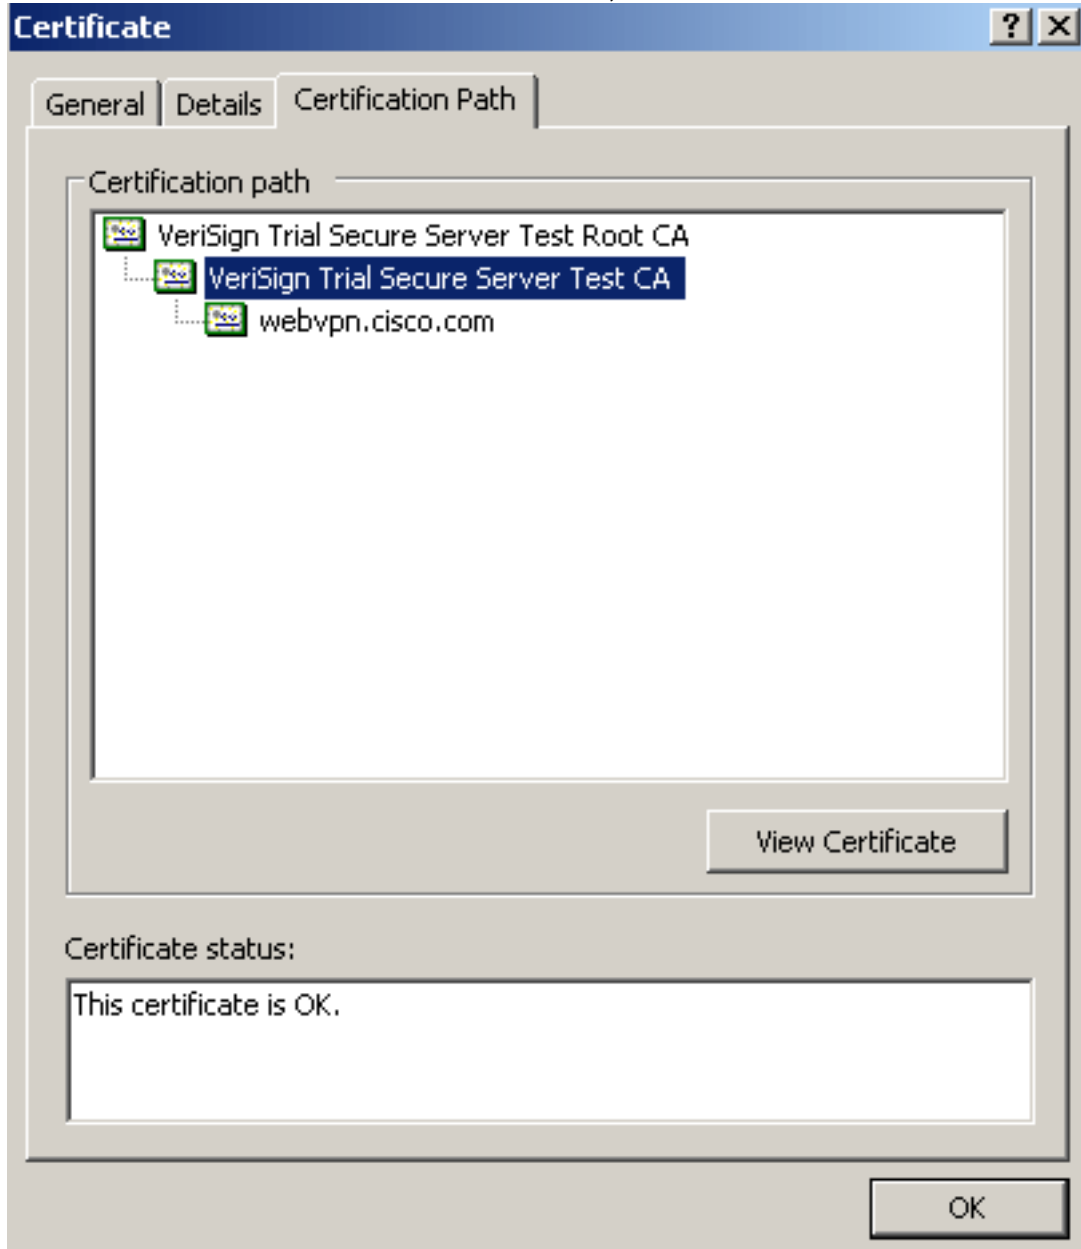 Certificate ? X
General Details Certification Path
Certification path
VeriSign Trial Secure Server Test Root CA
VeriSign Trial Secure Server Test CA
webvpn.cisco.com
View Certificate
Certificate status:
This certificate is OK.
OK